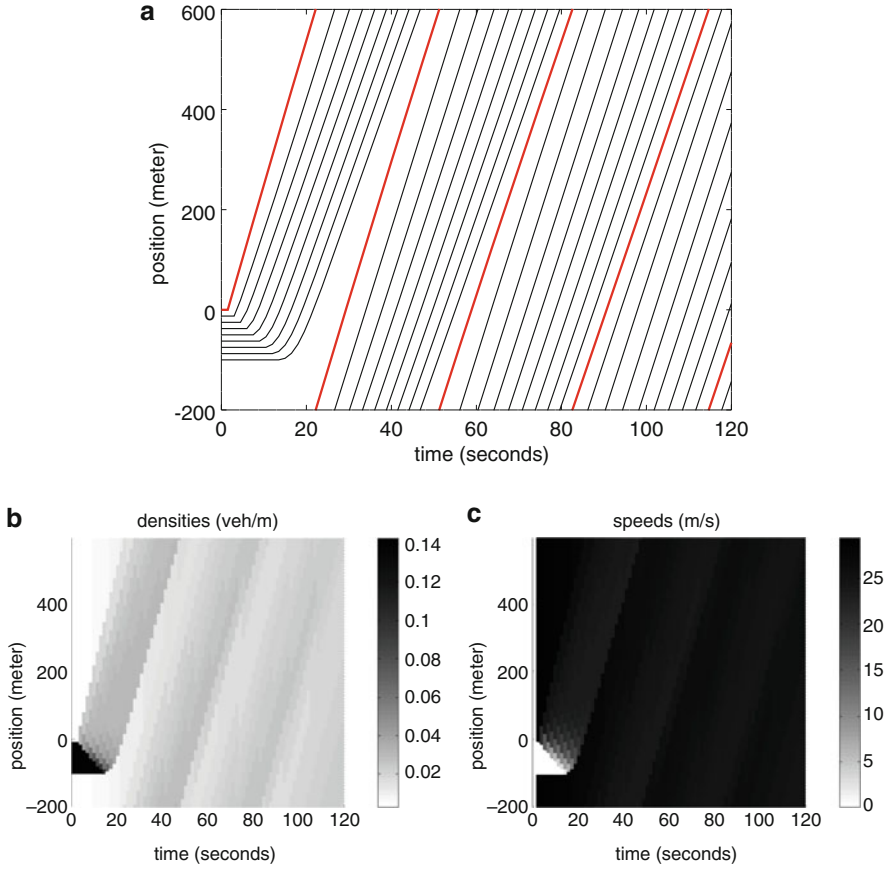 a
600
400
200
0
-200
position (meter)
0 20 40 60 80 100 120
time (seconds)
b
densities (veh/m)
400
200
0
−200
position (meter)
0 20 40 60 80 100 120
time (seconds)
0.14
0.12
0.1
0.08
0.06
0.04
0.02
c
speeds (m/s)
400
200
0
−200
position (meter)
0 20 40 60 80 100 120
time (seconds)
25
20
15
10
5
0